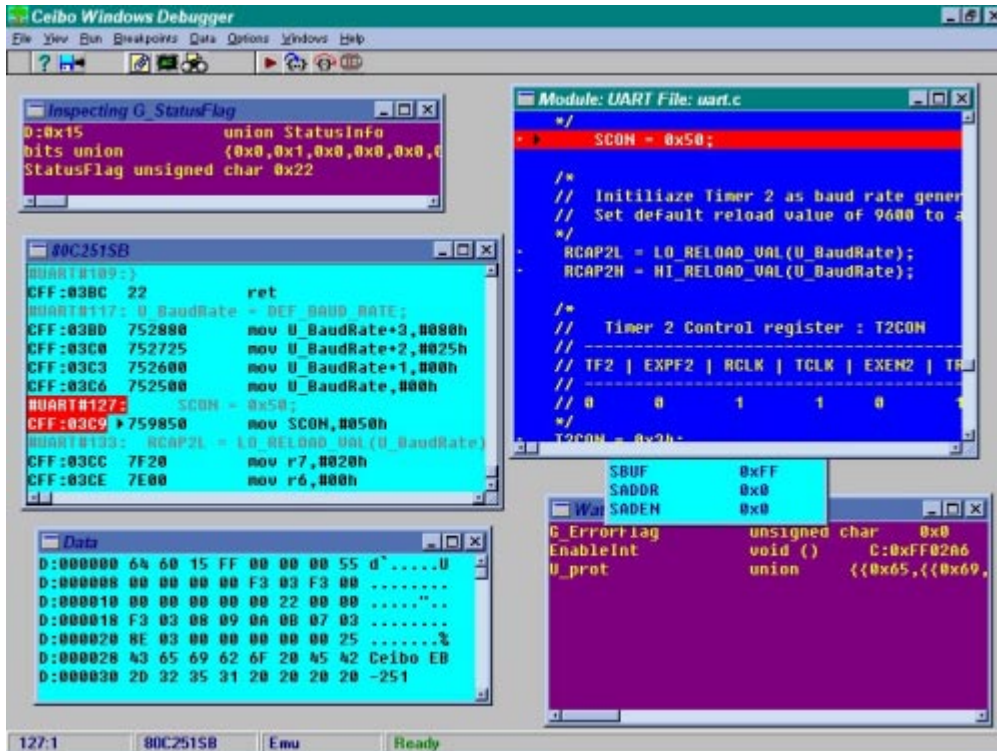 Ceibo Windows Debugger
File View Run Breakpoints Data Options Windows Help
Inspecting G_StatusFlag
D:0x15 union StatusInfo
bits union {0x0,0x1,0x0,0x0,0x0,0
StatusFlag unsigned char 0x22
Module: UART File: uart.c
*/
SCON = 0x50;
/*
// Initiliaze Timer 2 as baud rate gener
// Set default reload value of 9600 to a
*/
RCAP2L = LO_RELOAD_VAL(U_BaudRate);
RCAP2H = HI_RELOAD_VAL(U_BaudRate);
/*
// Timer 2 Control register : T2CON
// ----------------------------------------
// TF2 | EXPF2 | RCLK | TCLK | EXEN2 | TR
// ----------------------------------------
// 0 0 1 1 0 1
*/
T2CON = 0x34;
80C251SB
#UART#109:}
CFF:03BC 22 ret
#UART#117: U_BaudRate = DEF_BAUD_RATE;
CFF:03BD 752880 mov U_BaudRate+3,#080h
CFF:03C0 752725 mov U_BaudRate+2,#025h
CFF:03C3 752600 mov U_BaudRate+1,#00h
CFF:03C6 752500 mov U_BaudRate,#00h
#UART#127: SCON = 0x50;
CFF:03C9 759850 mov SCON,#050h
#UART#133: RCAP2L = LO_RELOAD_VAL(U_BaudRate)
CFF:03CC 7F20 mov r7,#020h
CFF:03CE 7E00 mov r6,#00h
SBUF 0xFF
SADDR 0x0
SADEN 0x0
Wa
G_ErrorFlag unsigned char 0x0
EnableInt void () C:0xFF02A6
U_prot union {{0x65,{{0x69,
Data
D:000000 64 60 15 FF 00 00 00 55 d`.....U
D:000008 00 00 00 00 F3 03 F3 00 ........
D:000010 00 00 00 00 00 22 00 00 ....."..
D:000018 F3 03 08 09 0A 0B 07 03 ........
D:000020 8E 03 00 00 00 00 00 25 .......%
D:000028 43 65 69 62 6F 20 45 42 Ceibo EB
D:000030 2D 32 35 31 20 20 20 20 -251
127:1 80C251SB Emu Ready